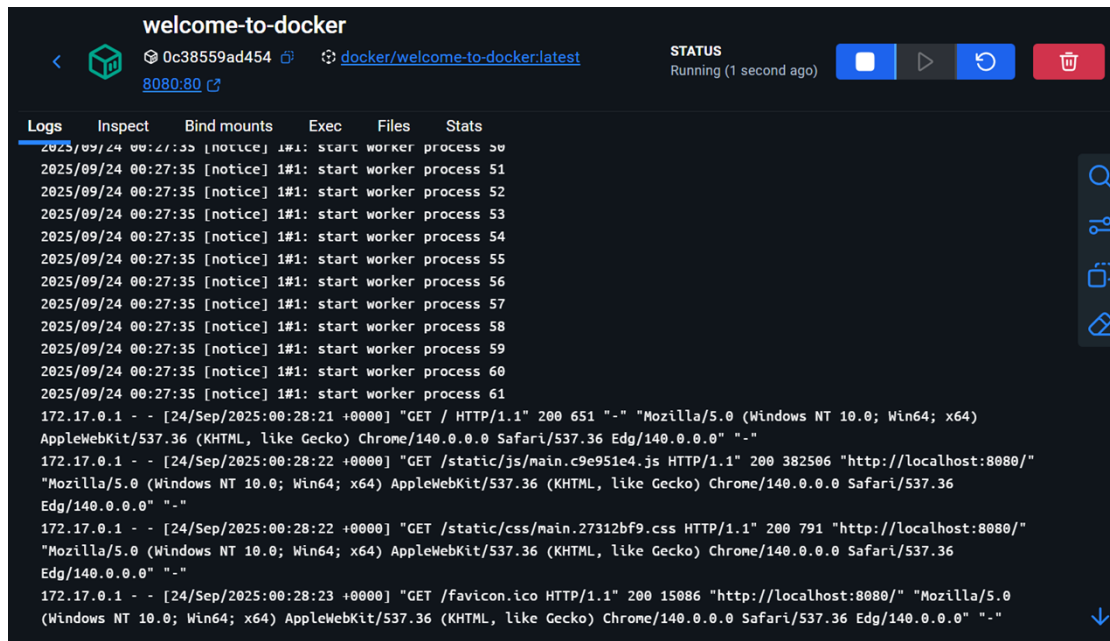 welcome-to-docker
0c38559ad454 docker/welcome-to-docker:latest
8080:80
STATUS
Running (1 second ago)
Logs Inspect Bind mounts Exec Files Stats
2025/09/24 00:27:35 [notice] 1#1: start worker process 50
2025/09/24 00:27:35 [notice] 1#1: start worker process 51
2025/09/24 00:27:35 [notice] 1#1: start worker process 52
2025/09/24 00:27:35 [notice] 1#1: start worker process 53
2025/09/24 00:27:35 [notice] 1#1: start worker process 54
2025/09/24 00:27:35 [notice] 1#1: start worker process 55
2025/09/24 00:27:35 [notice] 1#1: start worker process 56
2025/09/24 00:27:35 [notice] 1#1: start worker process 57
2025/09/24 00:27:35 [notice] 1#1: start worker process 58
2025/09/24 00:27:35 [notice] 1#1: start worker process 59
2025/09/24 00:27:35 [notice] 1#1: start worker process 60
2025/09/24 00:27:35 [notice] 1#1: start worker process 61
172.17.0.1 - - [24/Sep/2025:00:28:21 +0000] "GET / HTTP/1.1" 200 651 "-" "Mozilla/5.0 (Windows NT 10.0; Win64; x64)
AppleWebKit/537.36 (KHTML, like Gecko) Chrome/140.0.0.0 Safari/537.36 Edg/140.0.0.0" "-"
172.17.0.1 - - [24/Sep/2025:00:28:22 +0000] "GET /static/js/main.c9e951e4.js HTTP/1.1" 200 382506 "http://localhost:8080/"
"Mozilla/5.0 (Windows NT 10.0; Win64; x64) AppleWebKit/537.36 (KHTML, like Gecko) Chrome/140.0.0.0 Safari/537.36
Edg/140.0.0.0" "-"
172.17.0.1 - - [24/Sep/2025:00:28:22 +0000] "GET /static/css/main.27312bf9.css HTTP/1.1" 200 791 "http://localhost:8080/"
"Mozilla/5.0 (Windows NT 10.0; Win64; x64) AppleWebKit/537.36 (KHTML, like Gecko) Chrome/140.0.0.0 Safari/537.36
Edg/140.0.0.0" "-"
172.17.0.1 - - [24/Sep/2025:00:28:23 +0000] "GET /favicon.ico HTTP/1.1" 200 15086 "http://localhost:8080/" "Mozilla/5.0
(Windows NT 10.0; Win64; x64) AppleWebKit/537.36 (KHTML, like Gecko) Chrome/140.0.0.0 Safari/537.36 Edg/140.0.0.0" "-"